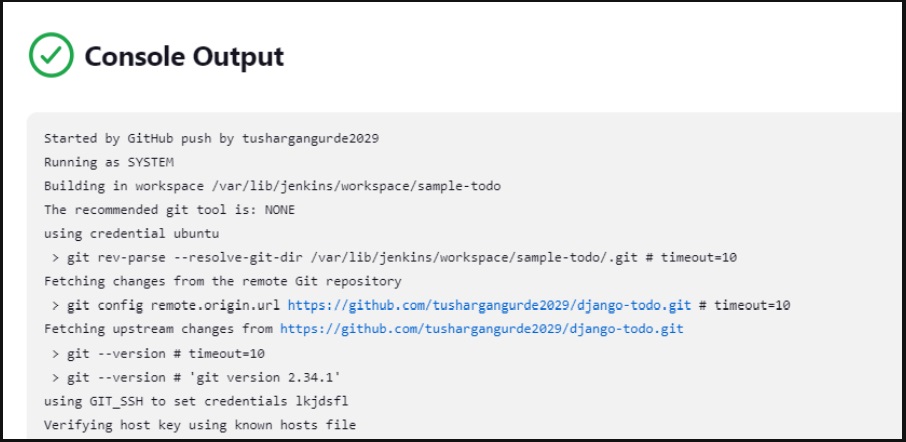 Console Output
Started by GitHub push by tushargangurde2029
Running as SYSTEM
Building in workspace /var/lib/jenkins/workspace/sample-todo
The recommended git tool is: NONE
using credential ubuntu
> git rev-parse --resolve-git-dir /var/lib/jenkins/workspace/sample-todo/.git # timeout=10
Fetching changes from the remote Git repository
> git config remote.origin.url https://github.com/tushargangurde2029/django-todo.git # timeout=10
Fetching upstream changes from https://github.com/tushargangurde2029/django-todo.git
> git --version # timeout=10
> git --version # 'git version 2.34.1'
using GIT_SSH to set credentials lkjdsfl
Verifying host key using known hosts file